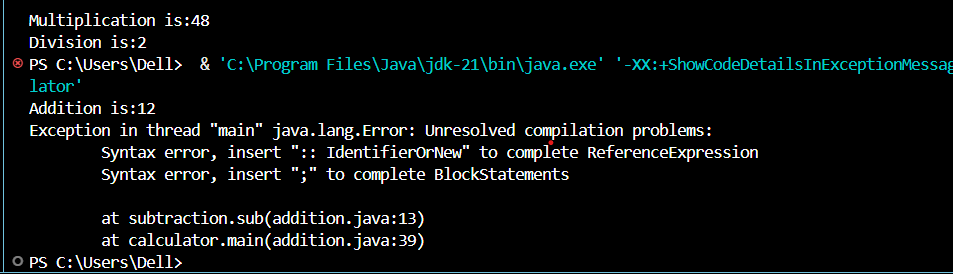 Multiplication is:48
Division is:2
PS C:\Users\Dell>  & 'C:\Program Files\Java\jdk-21\bin\java.exe' '-XX:+ShowCodeDetailsInExceptionMessag
lator'
Addition is:12
Exception in thread "main" java.lang.Error: Unresolved compilation problems:
        Syntax error, insert ":: IdentifierOrNew" to complete ReferenceExpression
        Syntax error, insert ";" to complete BlockStatements
        at subtraction.sub(addition.java:13)
        at calculator.main(addition.java:39)
PS C:\Users\Dell>